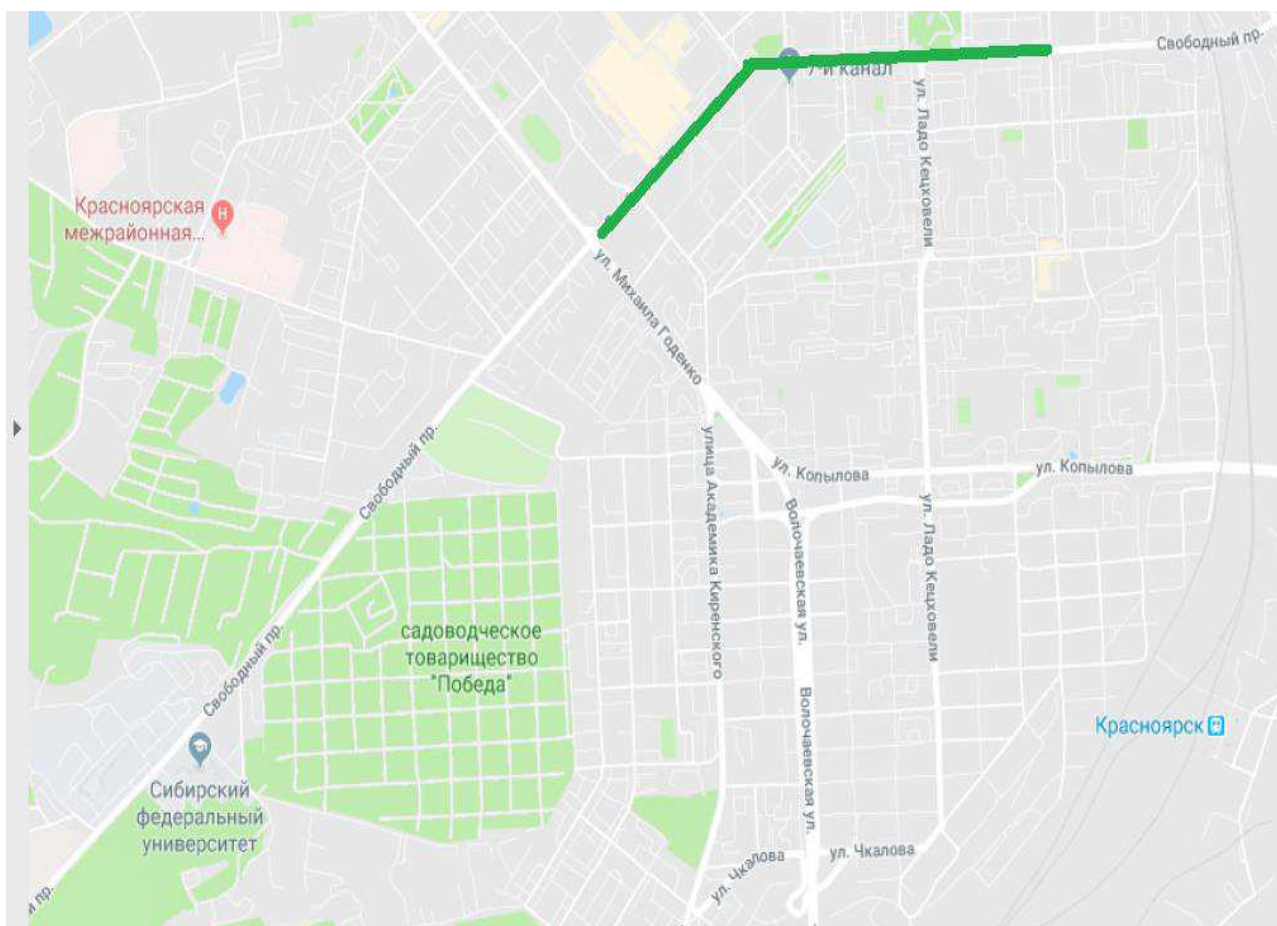 Свободный пр.
7-й канал
ул. Ладо Кецховели
Красноярская
межрайонная...
H
ул. Михаила Годенко
Свободный пр.
ул. Копылова
ул. Копылова
улица Академика Киренского
Волочаевская ул.
ул. Ладо Кецховели
садоводческое
товарищество
"Победа"
Свободный пр.
Красноярск
Волочаевская ул.
Сибирский
федеральный
университет
ул. Чкалова
ул. Чкалова
й пр.